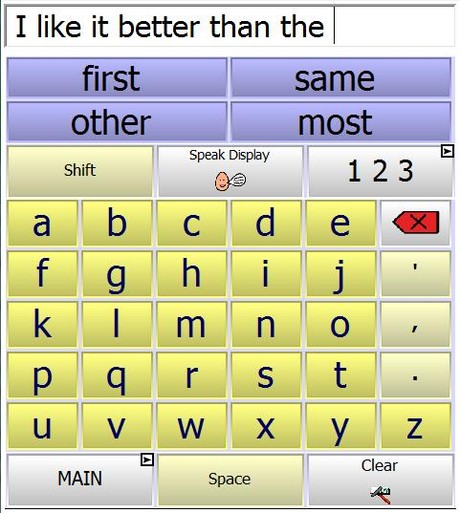 I like it better than the
first same
other most
Shift Speak Display 1 2 3
a b c d e
f g h i j '
k l m n o ,
p q r s t .
u v w x y z
MAIN Space Clear